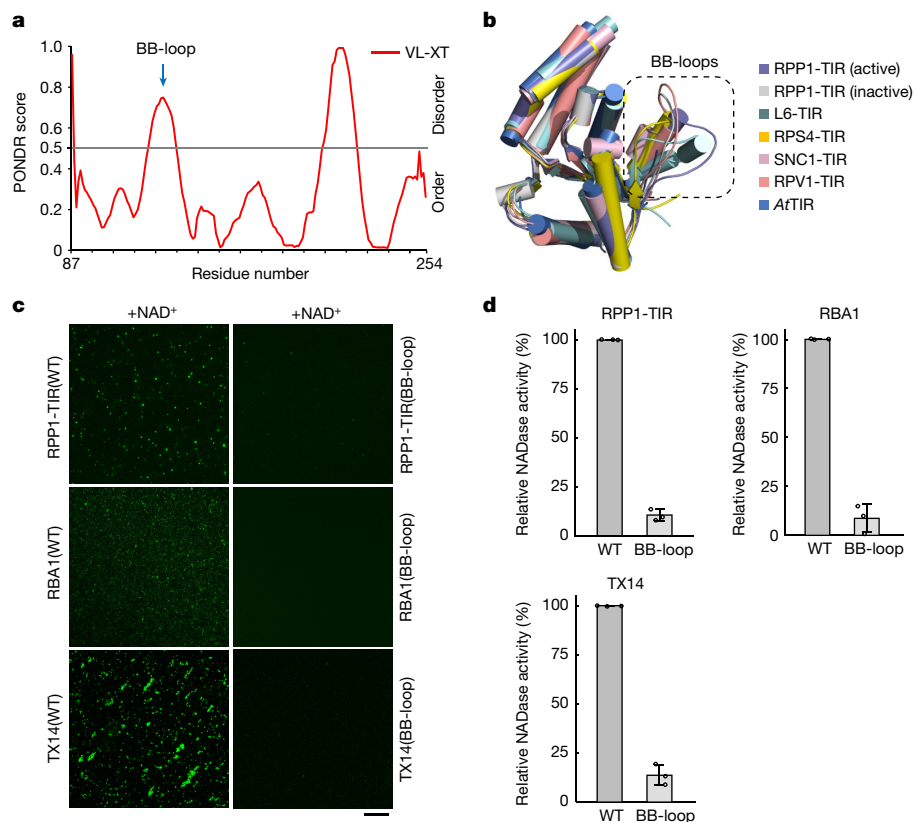 a
BB-loop
VL-XT
1.0
0.8
0.6
0.5
0.4
0.2
0
PONDR score
Disorder
Order
87
254
Residue number
b
BB-loops
RPP1-TIR (active)
RPP1-TIR (inactive)
L6-TIR
RPS4-TIR
SNC1-TIR
RPV1-TIR
AtTIR
c
+NAD⁺
+NAD⁺
RPP1-TIR(WT)
RPP1-TIR(BB-loop)
RBA1(WT)
RBA1(BB-loop)
TX14(WT)
TX14(BB-loop)
d
RPP1-TIR
Relative NADase activity (%)
100
75
50
25
0
WT
BB-loop
RBA1
Relative NADase activity (%)
100
75
50
25
0
WT
BB-loop
TX14
Relative NADase activity (%)
100
75
50
25
0
WT
BB-loop